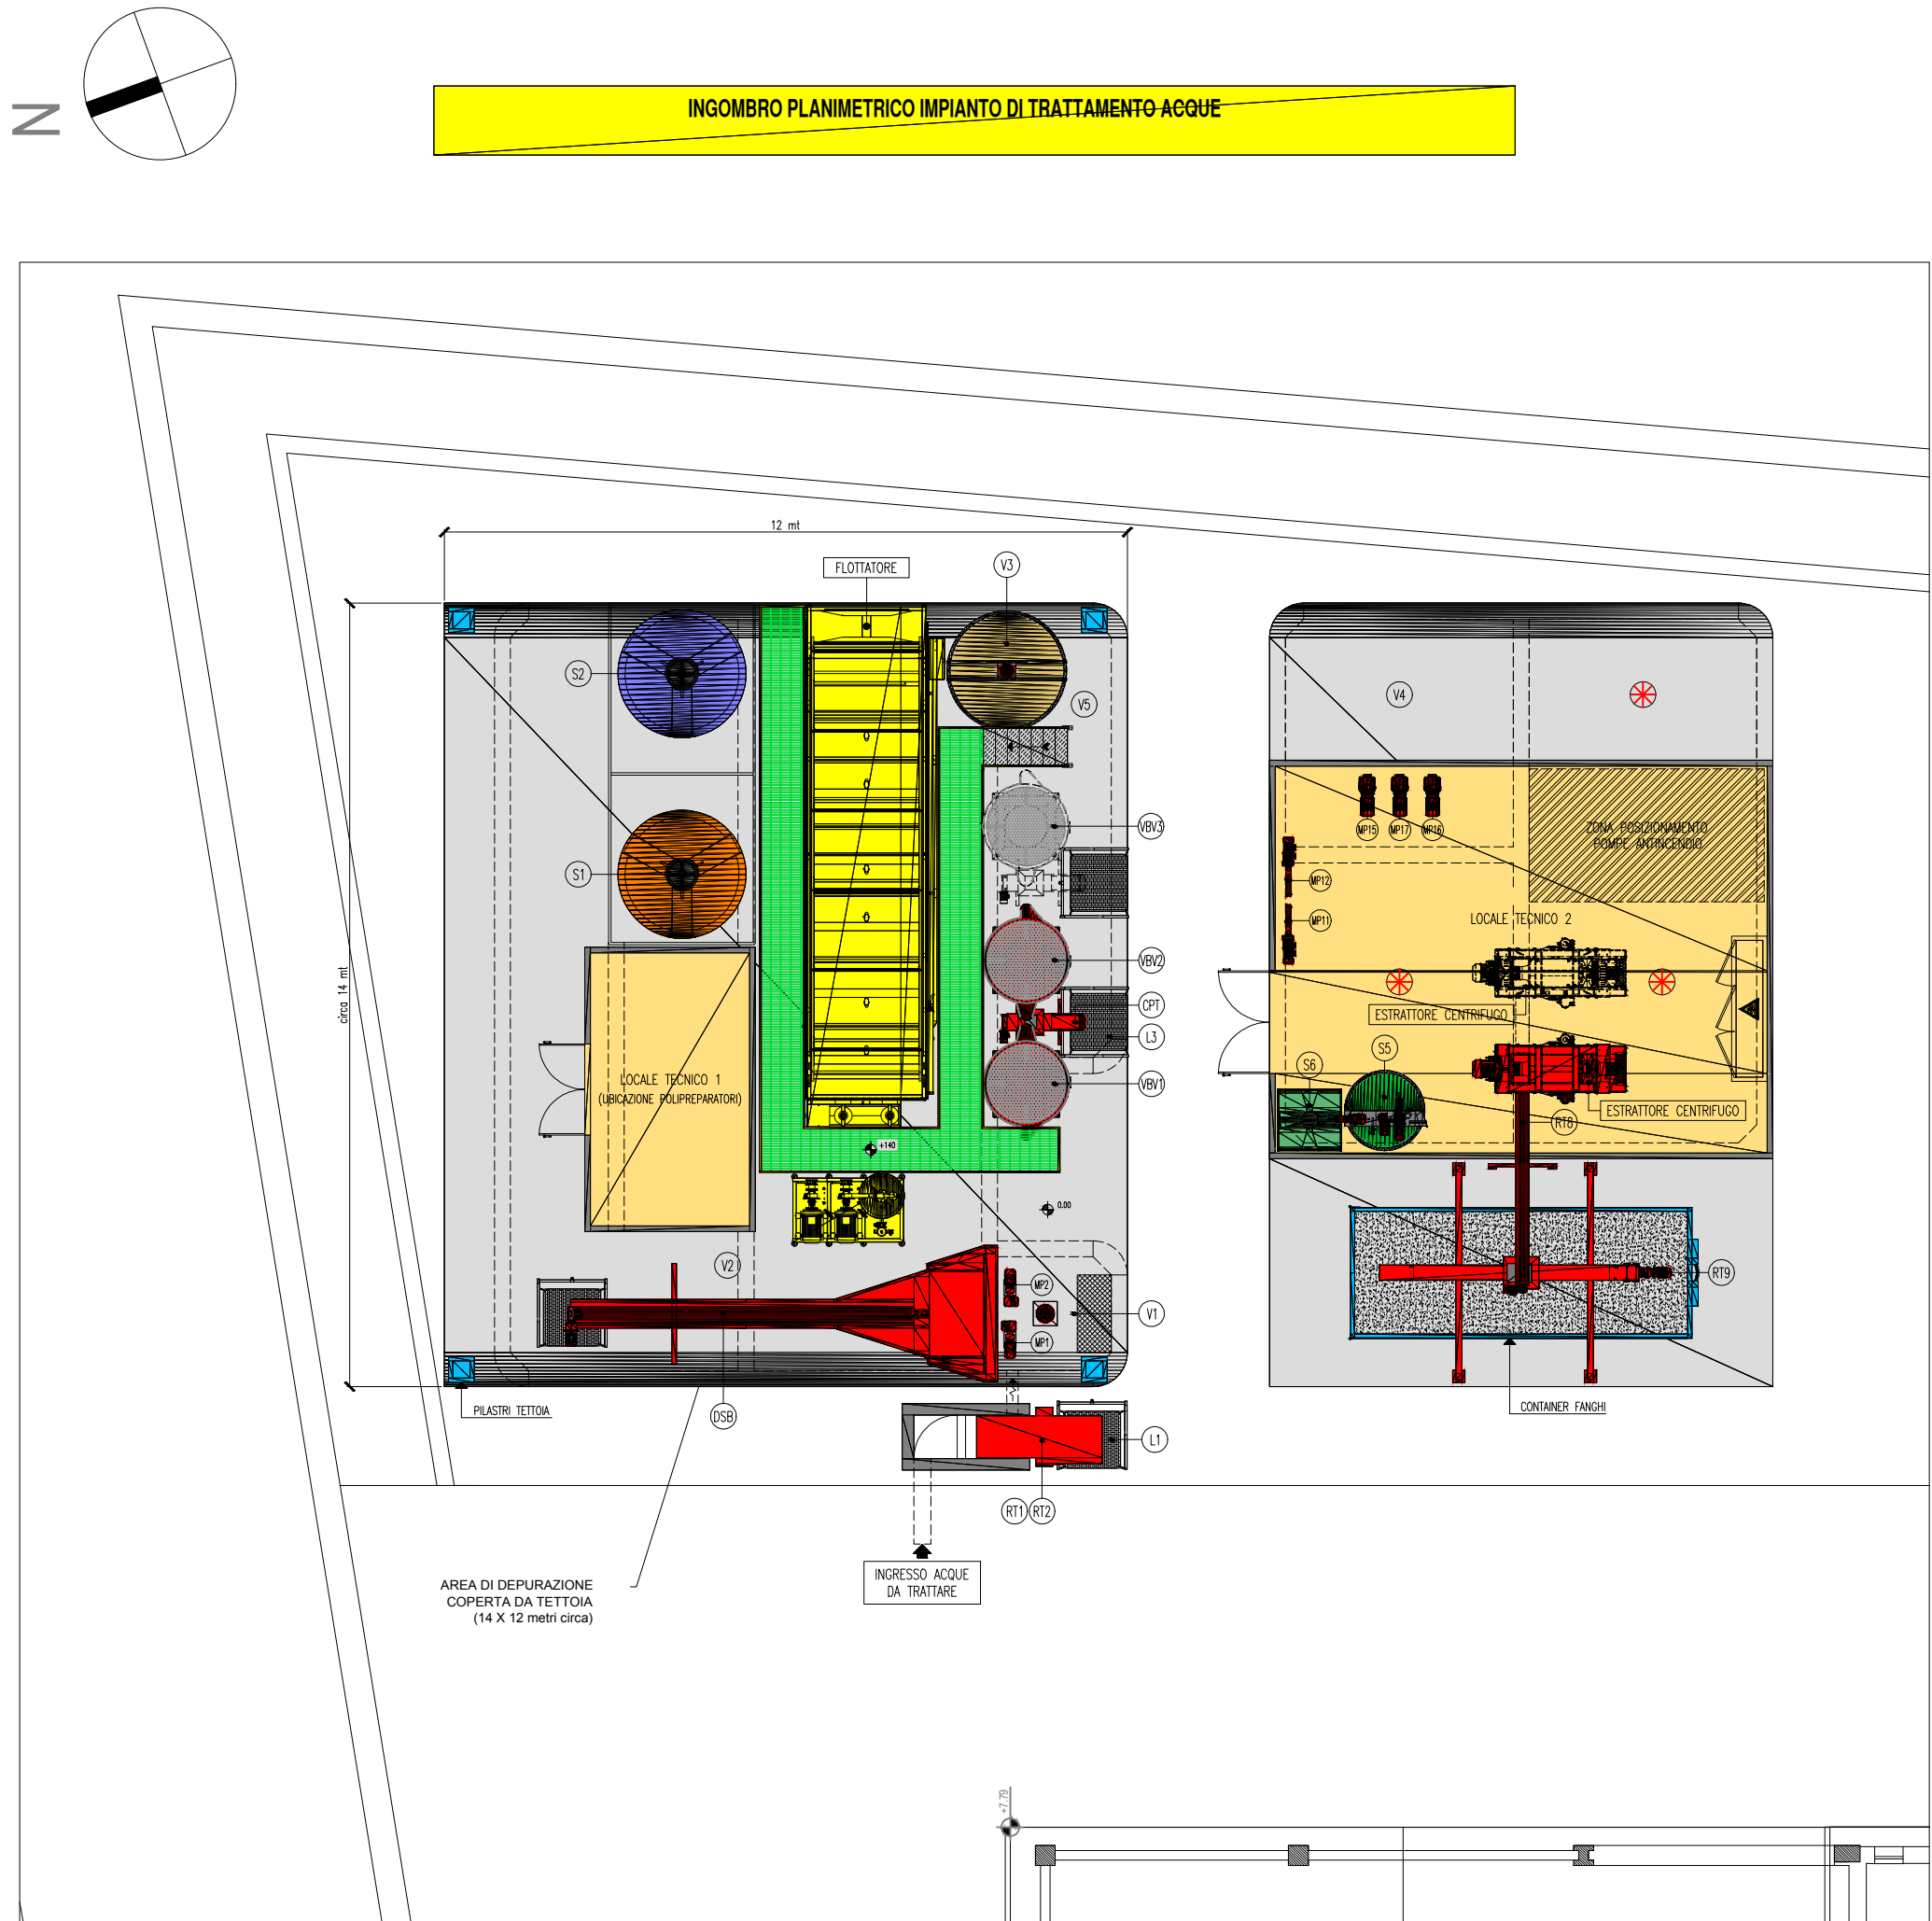 N
INGOMBRO PLANIMETRICO IMPIANTO DI TRATTAMENTO ACQUE
12 mt
FLOTTATORE
V3
S2
V5
V4
VBV3
MP15
MP17
MP16
ZONA POSIZIONAMENTO
POMPE ANTINCENDIO
S1
MP12
MP11
LOCALE TECNICO 2
VBV2
circa 14 mt
CPT
ESTRATTORE CENTRIFUGO
L3
S6
S5
LOCALE TECNICO 1
(UBICAZIONE POLIPREPARATORI)
VBV1
ESTRATTORE CENTRIFUGO
RT8
+140
0.00
V2
MP2
RT9
V1
MP1
PILASTRI TETTOIA
DSB
CONTAINER FANGHI
L1
RT1
RT2
INGRESSO ACQUE
DA TRATTARE
AREA DI DEPURAZIONE
COPERTA DA TETTOIA
(14 X 12 metri circa)
+7.79